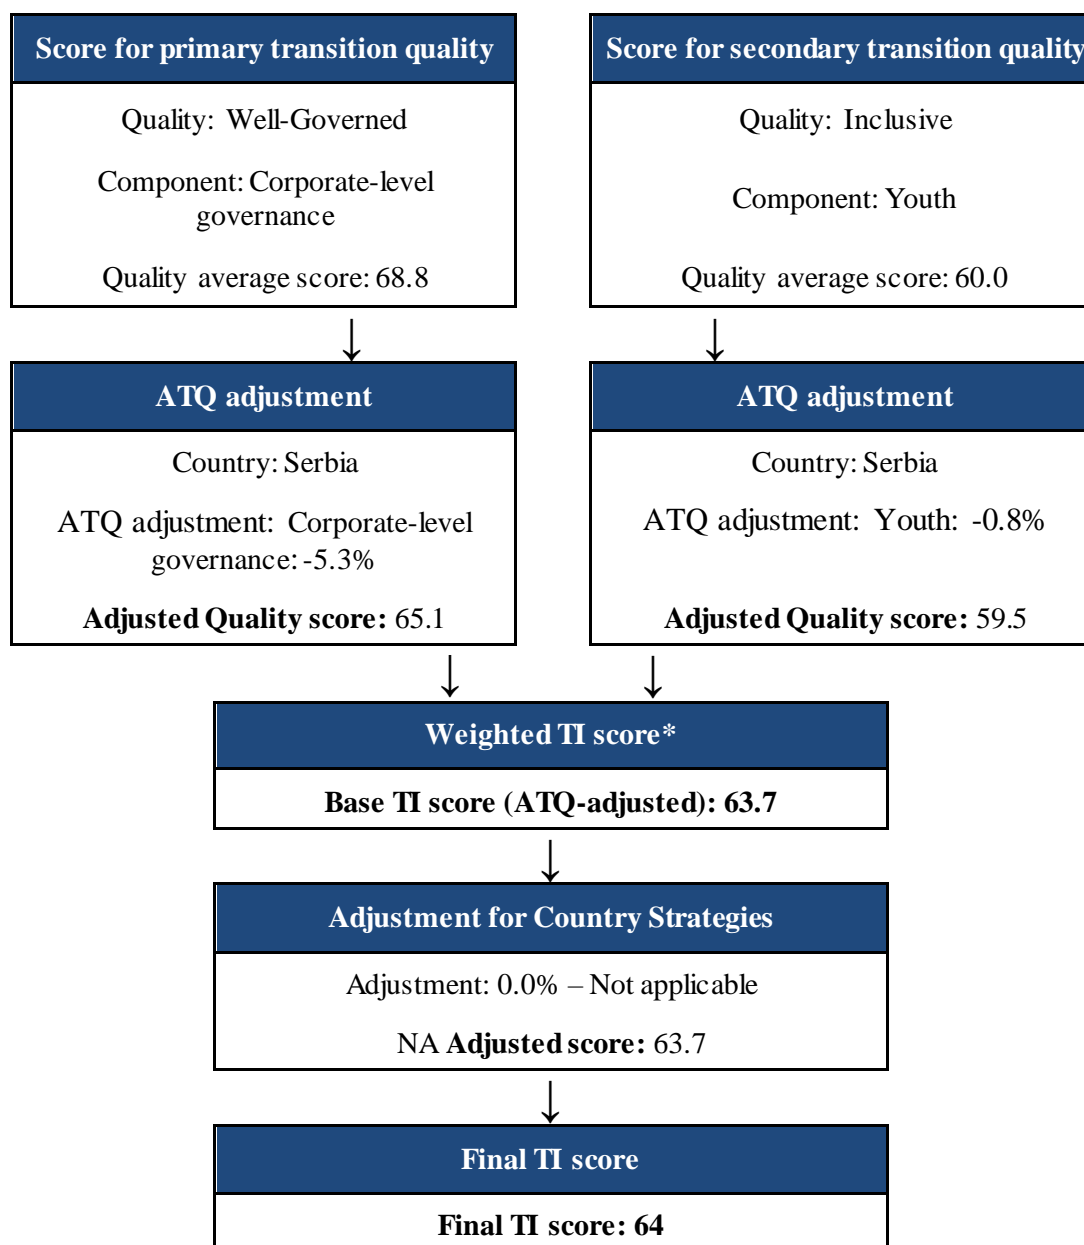 Score for primary transition quality
Quality: Well-Governed
Component: Corporate-level
governance
Quality average score: 68.8
Score for secondary transition quality
Quality: Inclusive
Component: Youth
Quality average score: 60.0
↓
↓
ATQ adjustment
Country: Serbia
ATQ adjustment: Corporate-level
governance: -5.3%
Adjusted Quality score: 65.1
ATQ adjustment
Country: Serbia
ATQ adjustment: Youth: -0.8%
Adjusted Quality score: 59.5
↓
↓
Weighted TI score*
Base TI score (ATQ-adjusted): 63.7
↓
Adjustment for Country Strategies
Adjustment: 0.0% – Not applicable
NA Adjusted score: 63.7
↓
Final TI score
Final TI score: 64